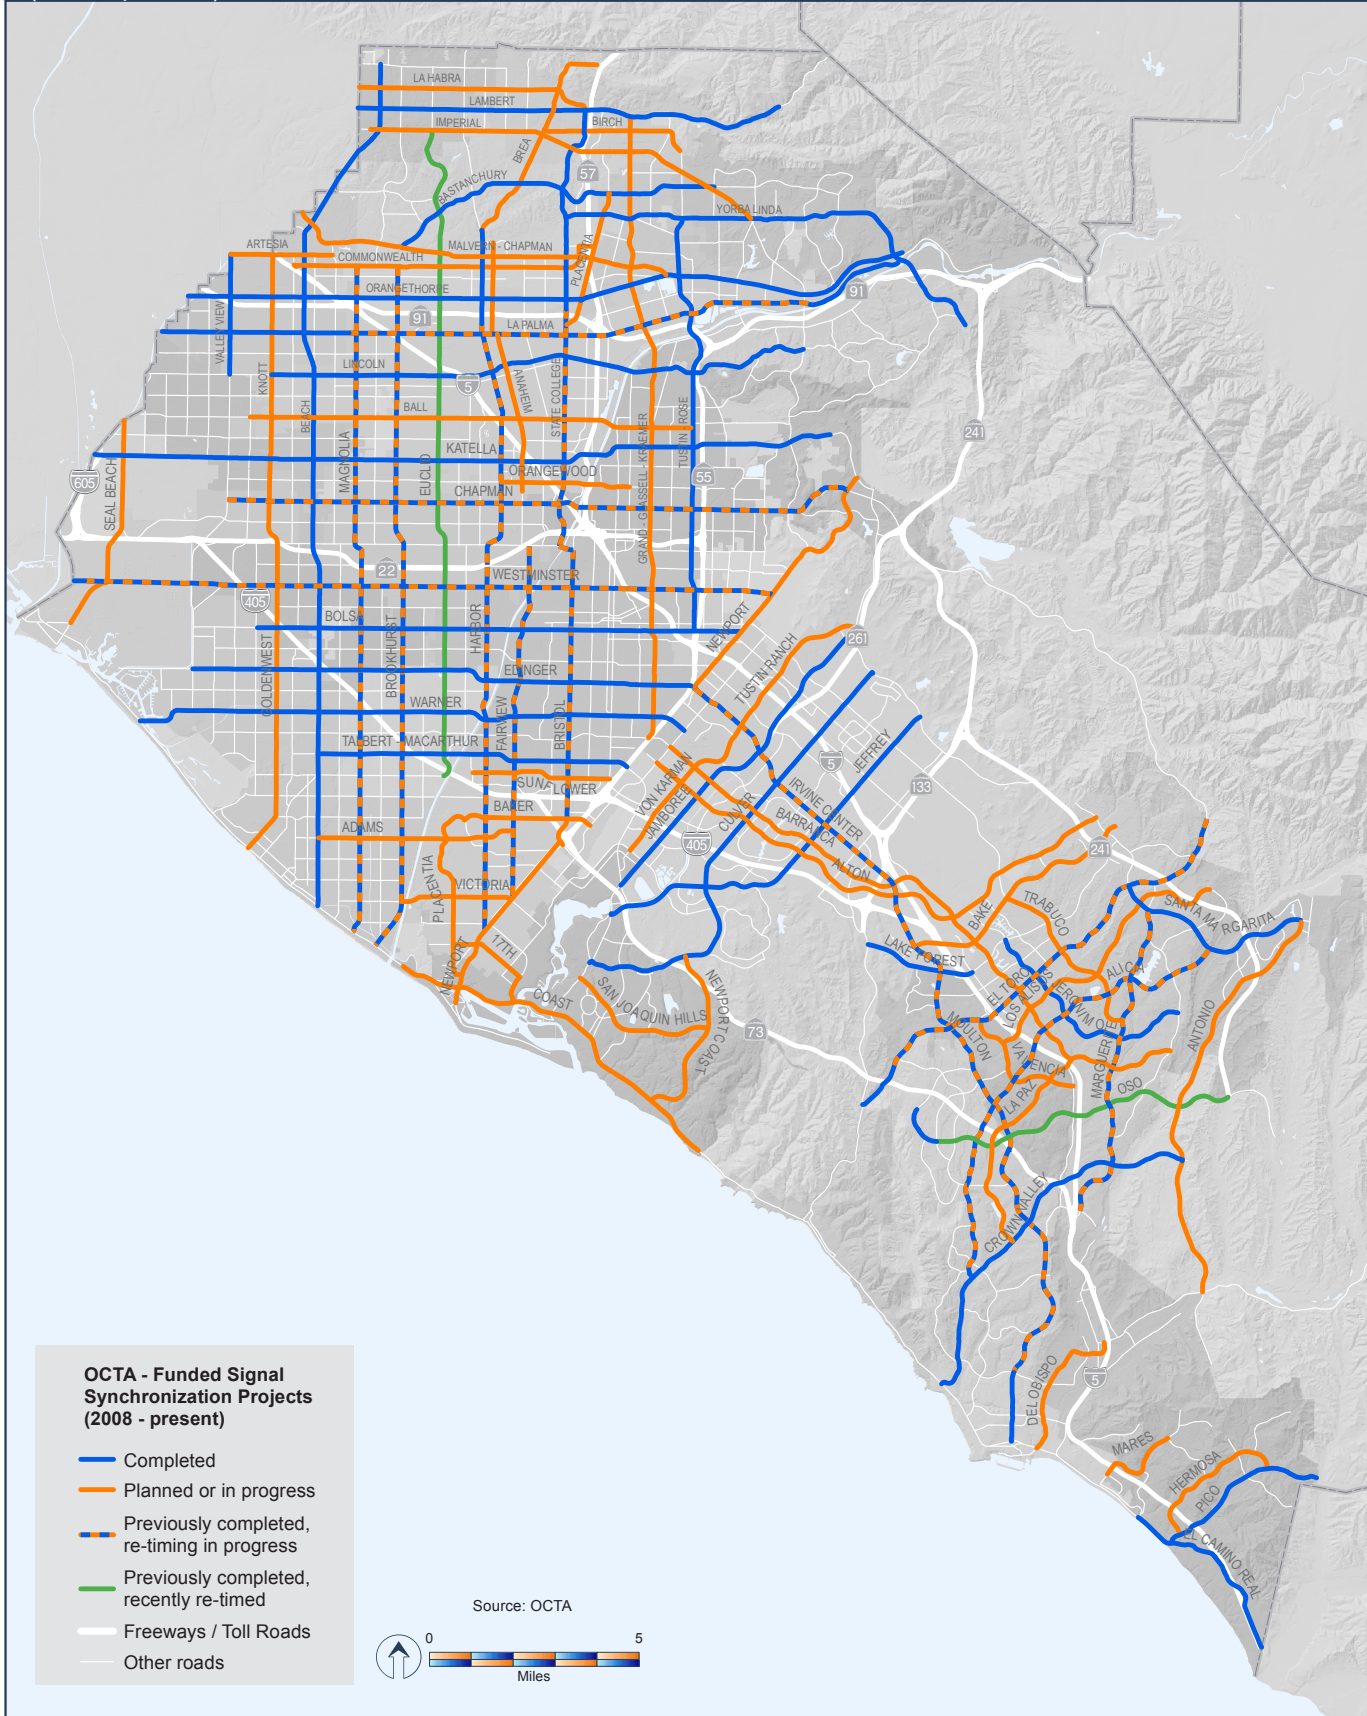 LA HABRA
LAMBERT
IMPERIAL
BIRCH
BREA
57
BASTANCHURY
YORBA LINDA
ARTESIA
MALVERN - CHAPMAN
COMMONWEALTH
PLACENTIA
ORANGETHORPE
91
91
LA PALMA
VALLEY VIEW
LINCOLN
KNOTT
5
ANAHEIM
STATE COLLEGE
BEACH
BALL
TUSTIN - ROSE
241
MAGNOLIA
KATELLA
GRAND - GLASSELL - KRAEMER
EUCLID
ORANGEWOOD
605
SEAL BEACH
55
CHAPMAN
22
WESTMINSTER
405
BOLSA
HARBOR
NEWPORT
261
BROOKHURST
TUSTIN RANCH
GOLDENWEST
EDINGER
WARNER
FAIRVIEW
BRISTOL
TALBERT - MACARTHUR
JEFFREY
5
SUNFLOWER
VON KARMAN
133
BAKER
JAMBOREE
CULVER
IRVINE CENTER
BARRANCA
ADAMS
405
241
ALTON
PLACENTIA
VICTORIA
BAKE
TRABUCO
SANTA MARGARITA
17TH
NEWPORT
LAKE FOREST
EL TORO
LOS ALISOS
JERONIMO
ALICIA
COAST
SAN JOAQUIN HILLS
NEWPORT COAST
73
MOULTON
VALENCIA
MARGUERITE
ANTONIO
LA PAZ
OSO
CROWN VALLEY
DEL OBISPO
5
MARES
HERMOSA
PICO
EL CAMINO REAL
OCTA - Funded Signal
Synchronization Projects
(2008 - present)
Completed
Planned or in progress
Previously completed,
re-timing in progress
Previously completed,
recently re-timed
Freeways / Toll Roads
Other roads
Source: OCTA
0
5
Miles